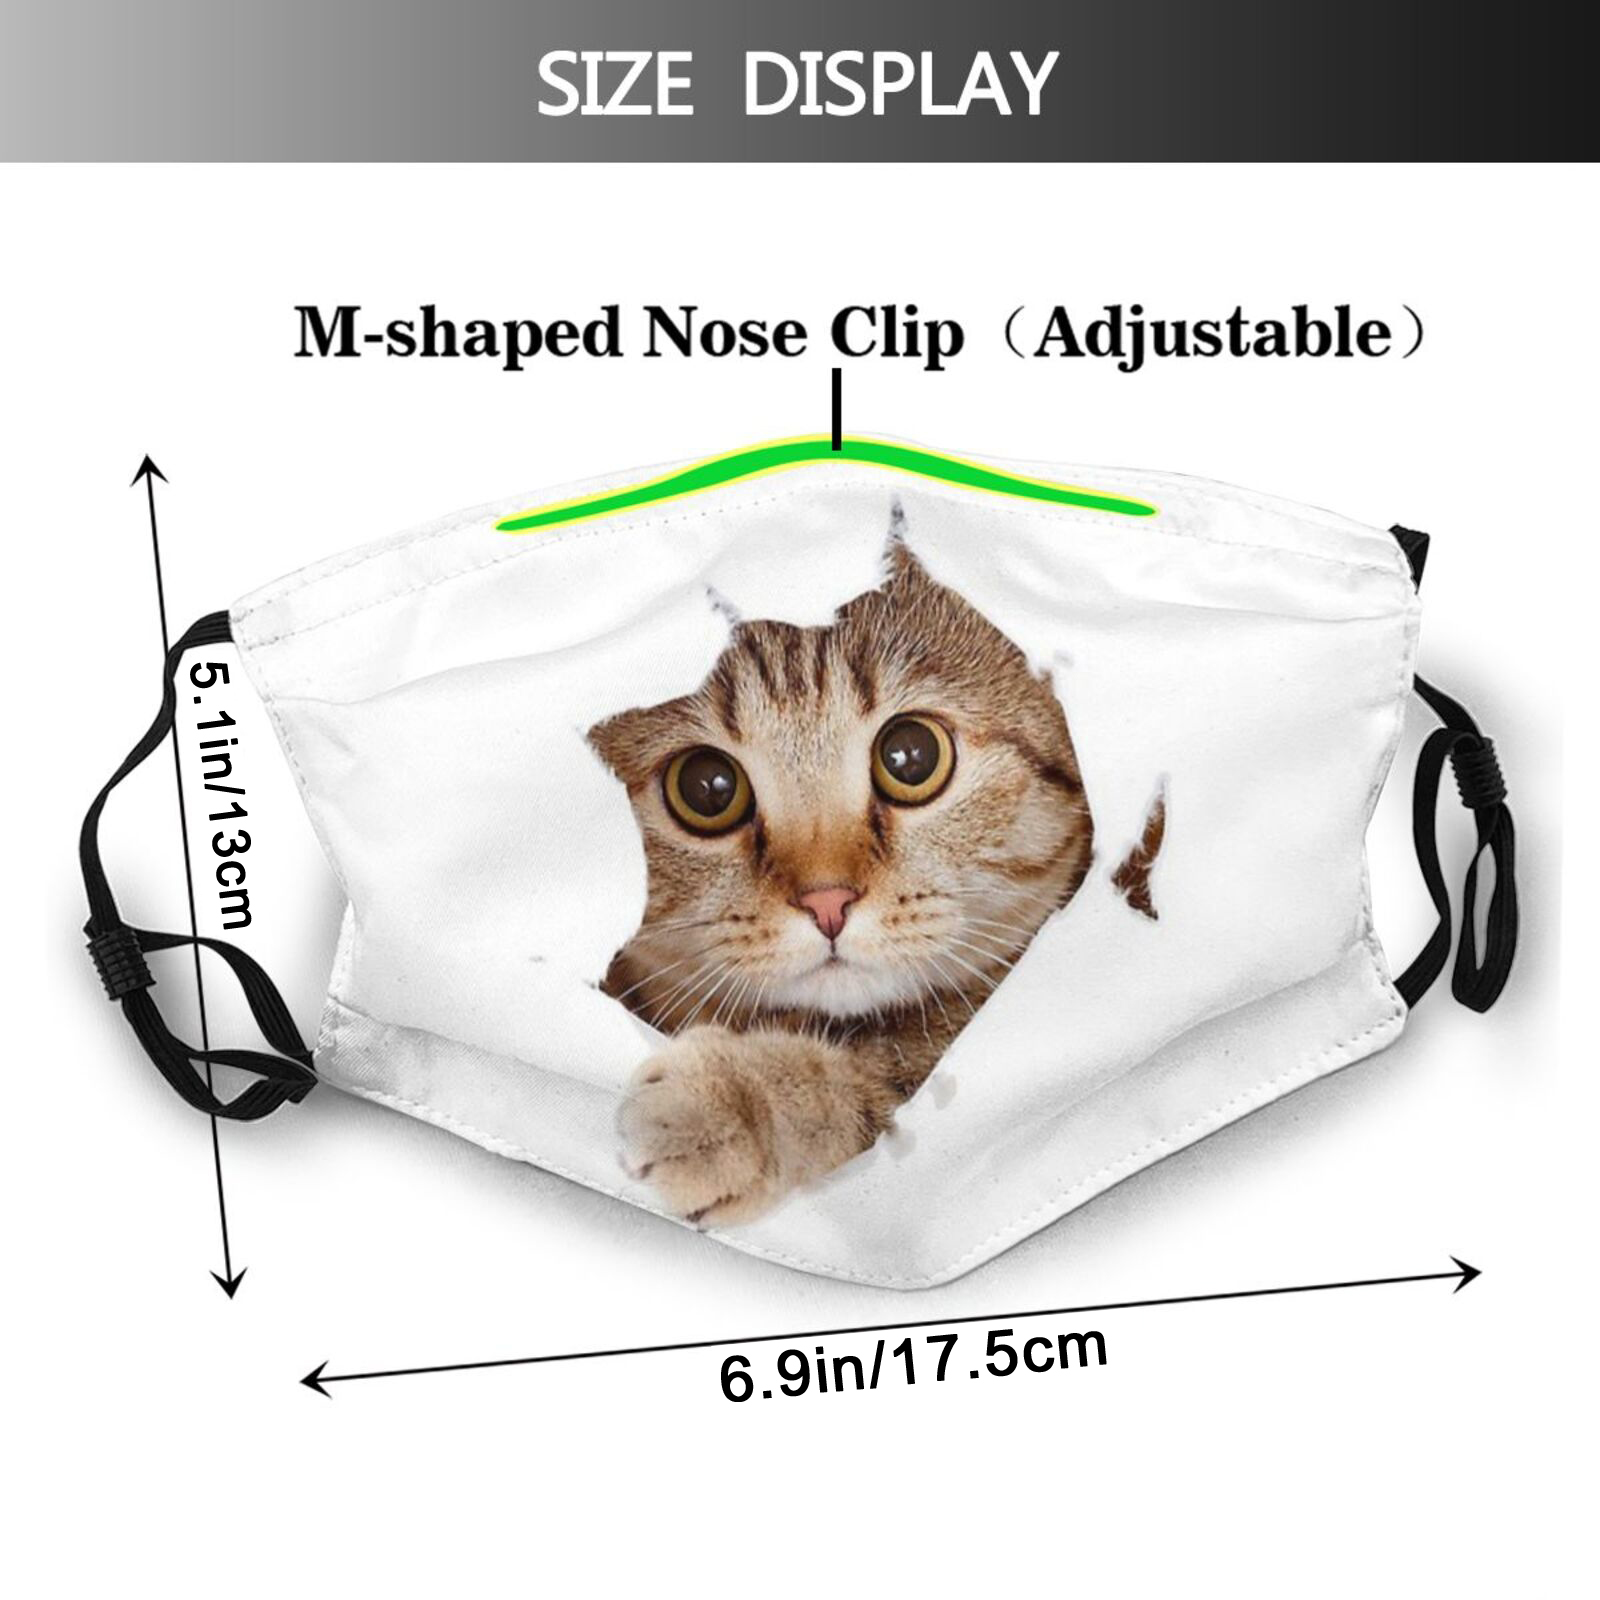 SIZE DISPLAY
M-shaped Nose Clip（Adjustable）
5.1in/13cm
6.9in/17.5cm